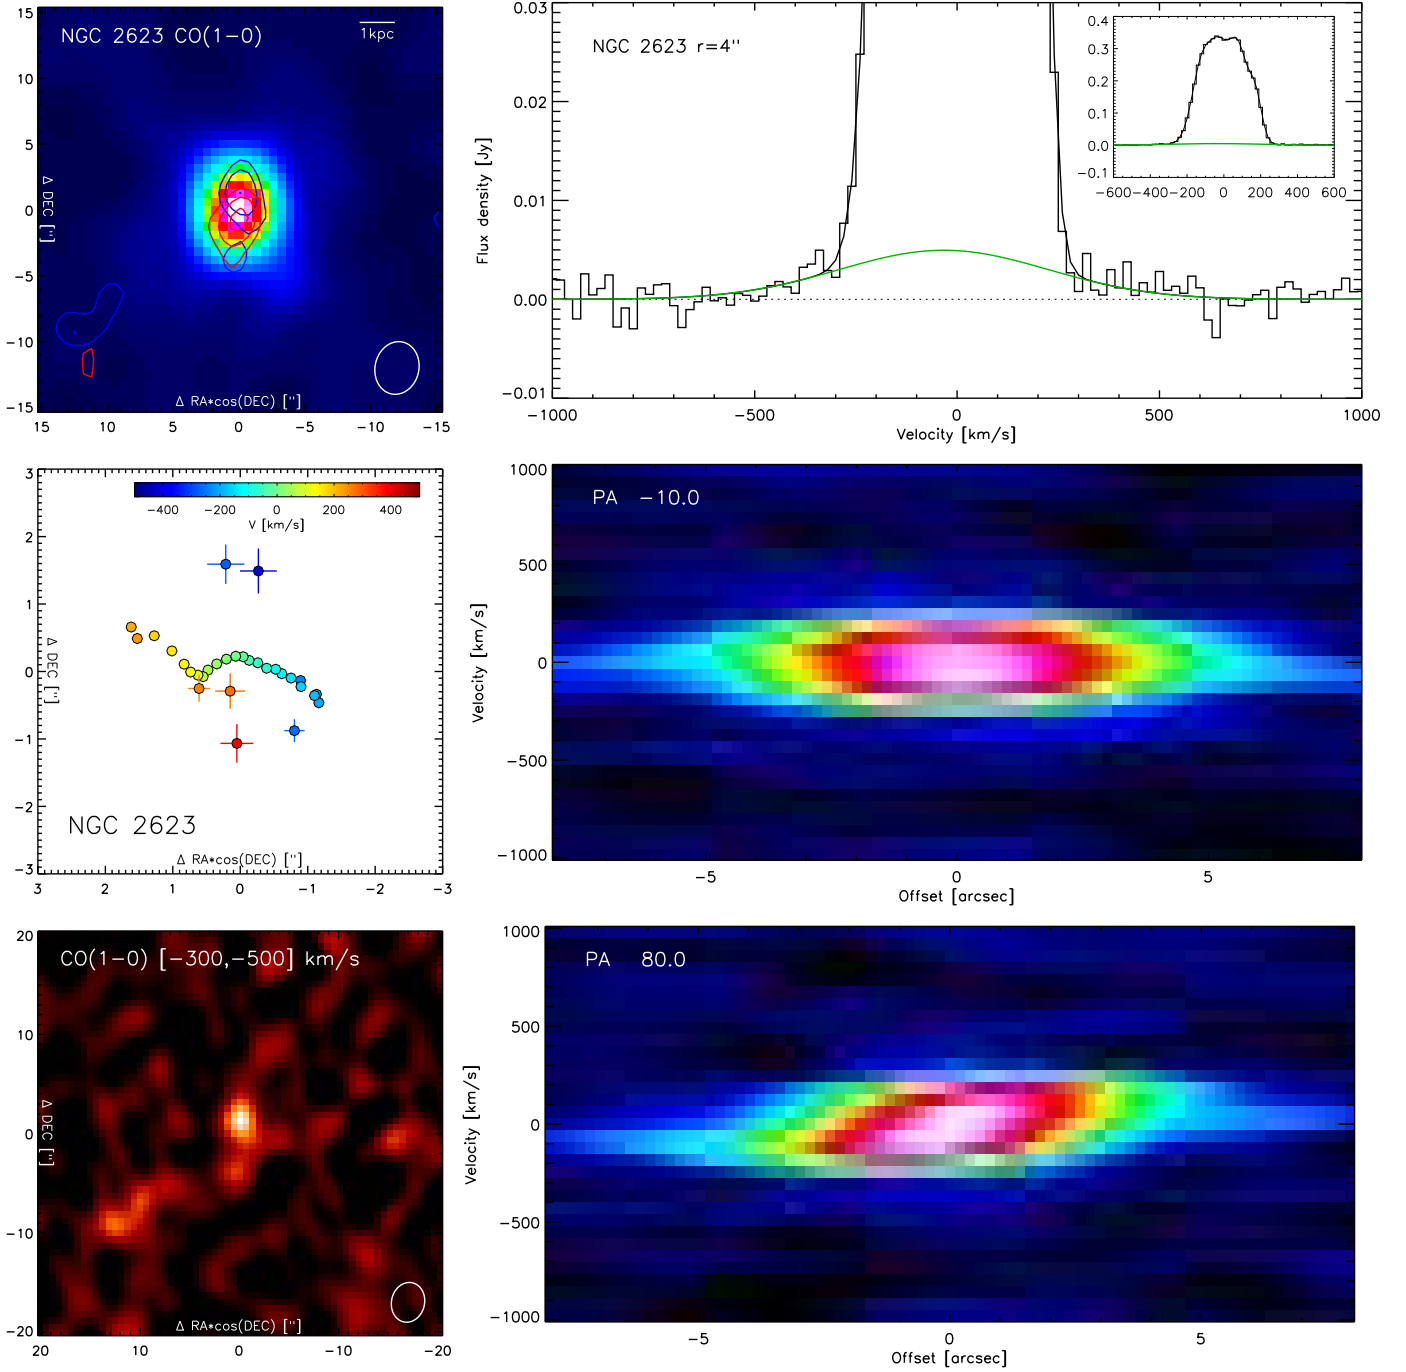 NGC 2623 CO(1-0)
1kpc
15
10
5
0
-5
-10
-15
Δ DEC ["]
Δ RA*cos(DEC) ["]
15 10 5 0 -5 -10 -15
NGC 2623 r=4"
0.03
0.02
0.01
0.00
-0.01
Flux density [Jy]
-1000 -500 0 500 1000
Velocity [km/s]
0.4
0.3
0.2
0.1
0.0
-0.1
-600 -400 -200 0 200 400 600
3
2
1
0
-1
-2
-3
-400 -200 0 200 400
V [km/s]
Δ DEC ["]
NGC 2623
Δ RA*cos(DEC) ["]
3 2 1 0 -1 -2 -3
PA -10.0
1000
500
0
-500
-1000
Velocity [km/s]
-5 0 5
Offset [arcsec]
CO(1-0) [-300,-500] km/s
20
10
0
-10
-20
Δ DEC ["]
Δ RA*cos(DEC) ["]
20 10 0 -10 -20
PA 80.0
1000
500
0
-500
-1000
Velocity [km/s]
-5 0 5
Offset [arcsec]